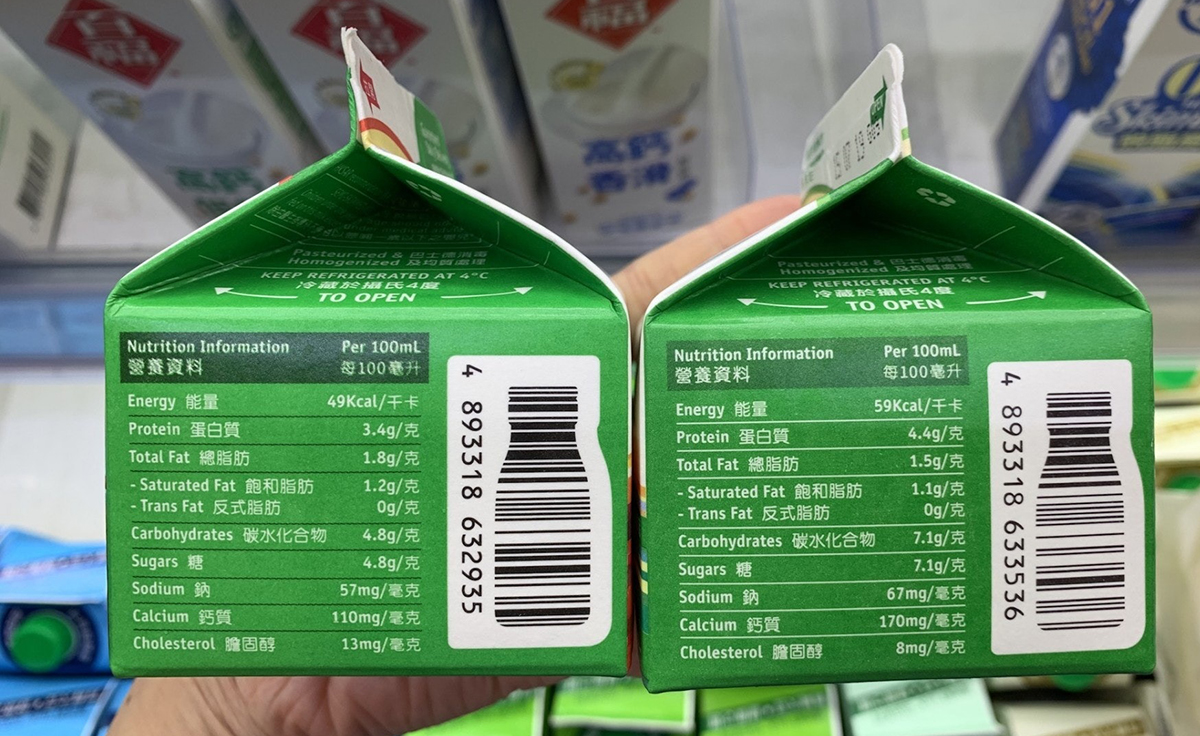 高鈣
高鈣
香滑
Pasteurized & 巴士德消毒
Homogenized 及均質處理
KEEP REFRIGERATED AT 4°C
冷藏於攝氏4度
TO OPEN
Nutrition Information Per 100mL
營養資料 每100毫升
Energy 能量 49Kcal/千卡
Protein 蛋白質 3.4g/克
Total Fat 總脂肪 1.8g/克
- Saturated Fat 飽和脂肪 1.2g/克
- Trans Fat 反式脂肪 0g/克
Carbohydrates 碳水化合物 4.8g/克
Sugars 糖 4.8g/克
Sodium 鈉 57mg/毫克
Calcium 鈣質 110mg/毫克
Cholesterol 膽固醇 13mg/毫克
4 893318 632935
Pasteurized & 巴士德消毒
Homogenized 及均質處理
KEEP REFRIGERATED AT 4°C
冷藏於攝氏4度
TO OPEN
Nutrition Information Per 100mL
營養資料 每100毫升
Energy 能量 59Kcal/千卡
Protein 蛋白質 4.4g/克
Total Fat 總脂肪 1.5g/克
- Saturated Fat 飽和脂肪 1.1g/克
- Trans Fat 反式脂肪 0g/克
Carbohydrates 碳水化合物 7.1g/克
Sugars 糖 7.1g/克
Sodium 鈉 67mg/毫克
Calcium 鈣質 170mg/毫克
Cholesterol 膽固醇 8mg/毫克
4 893318 633536